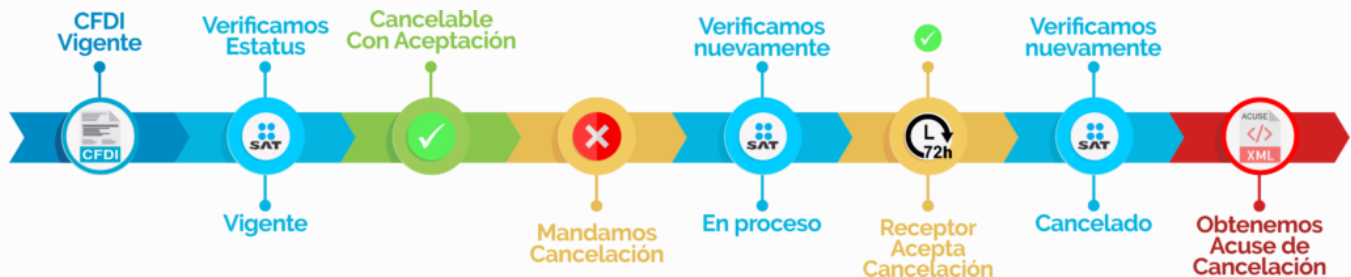 CFDI
Vigente
CFDI
Verificamos
Estatus
SAT
Vigente
Cancelable
Con Aceptación
Mandamos
Cancelación
Verificamos
nuevamente
SAT
En proceso
L
72h
Receptor
Acepta
Cancelación
Verificamos
nuevamente
SAT
Cancelado
ACUSE
</>
XML
Obtenemos
Acuse de
Cancelación